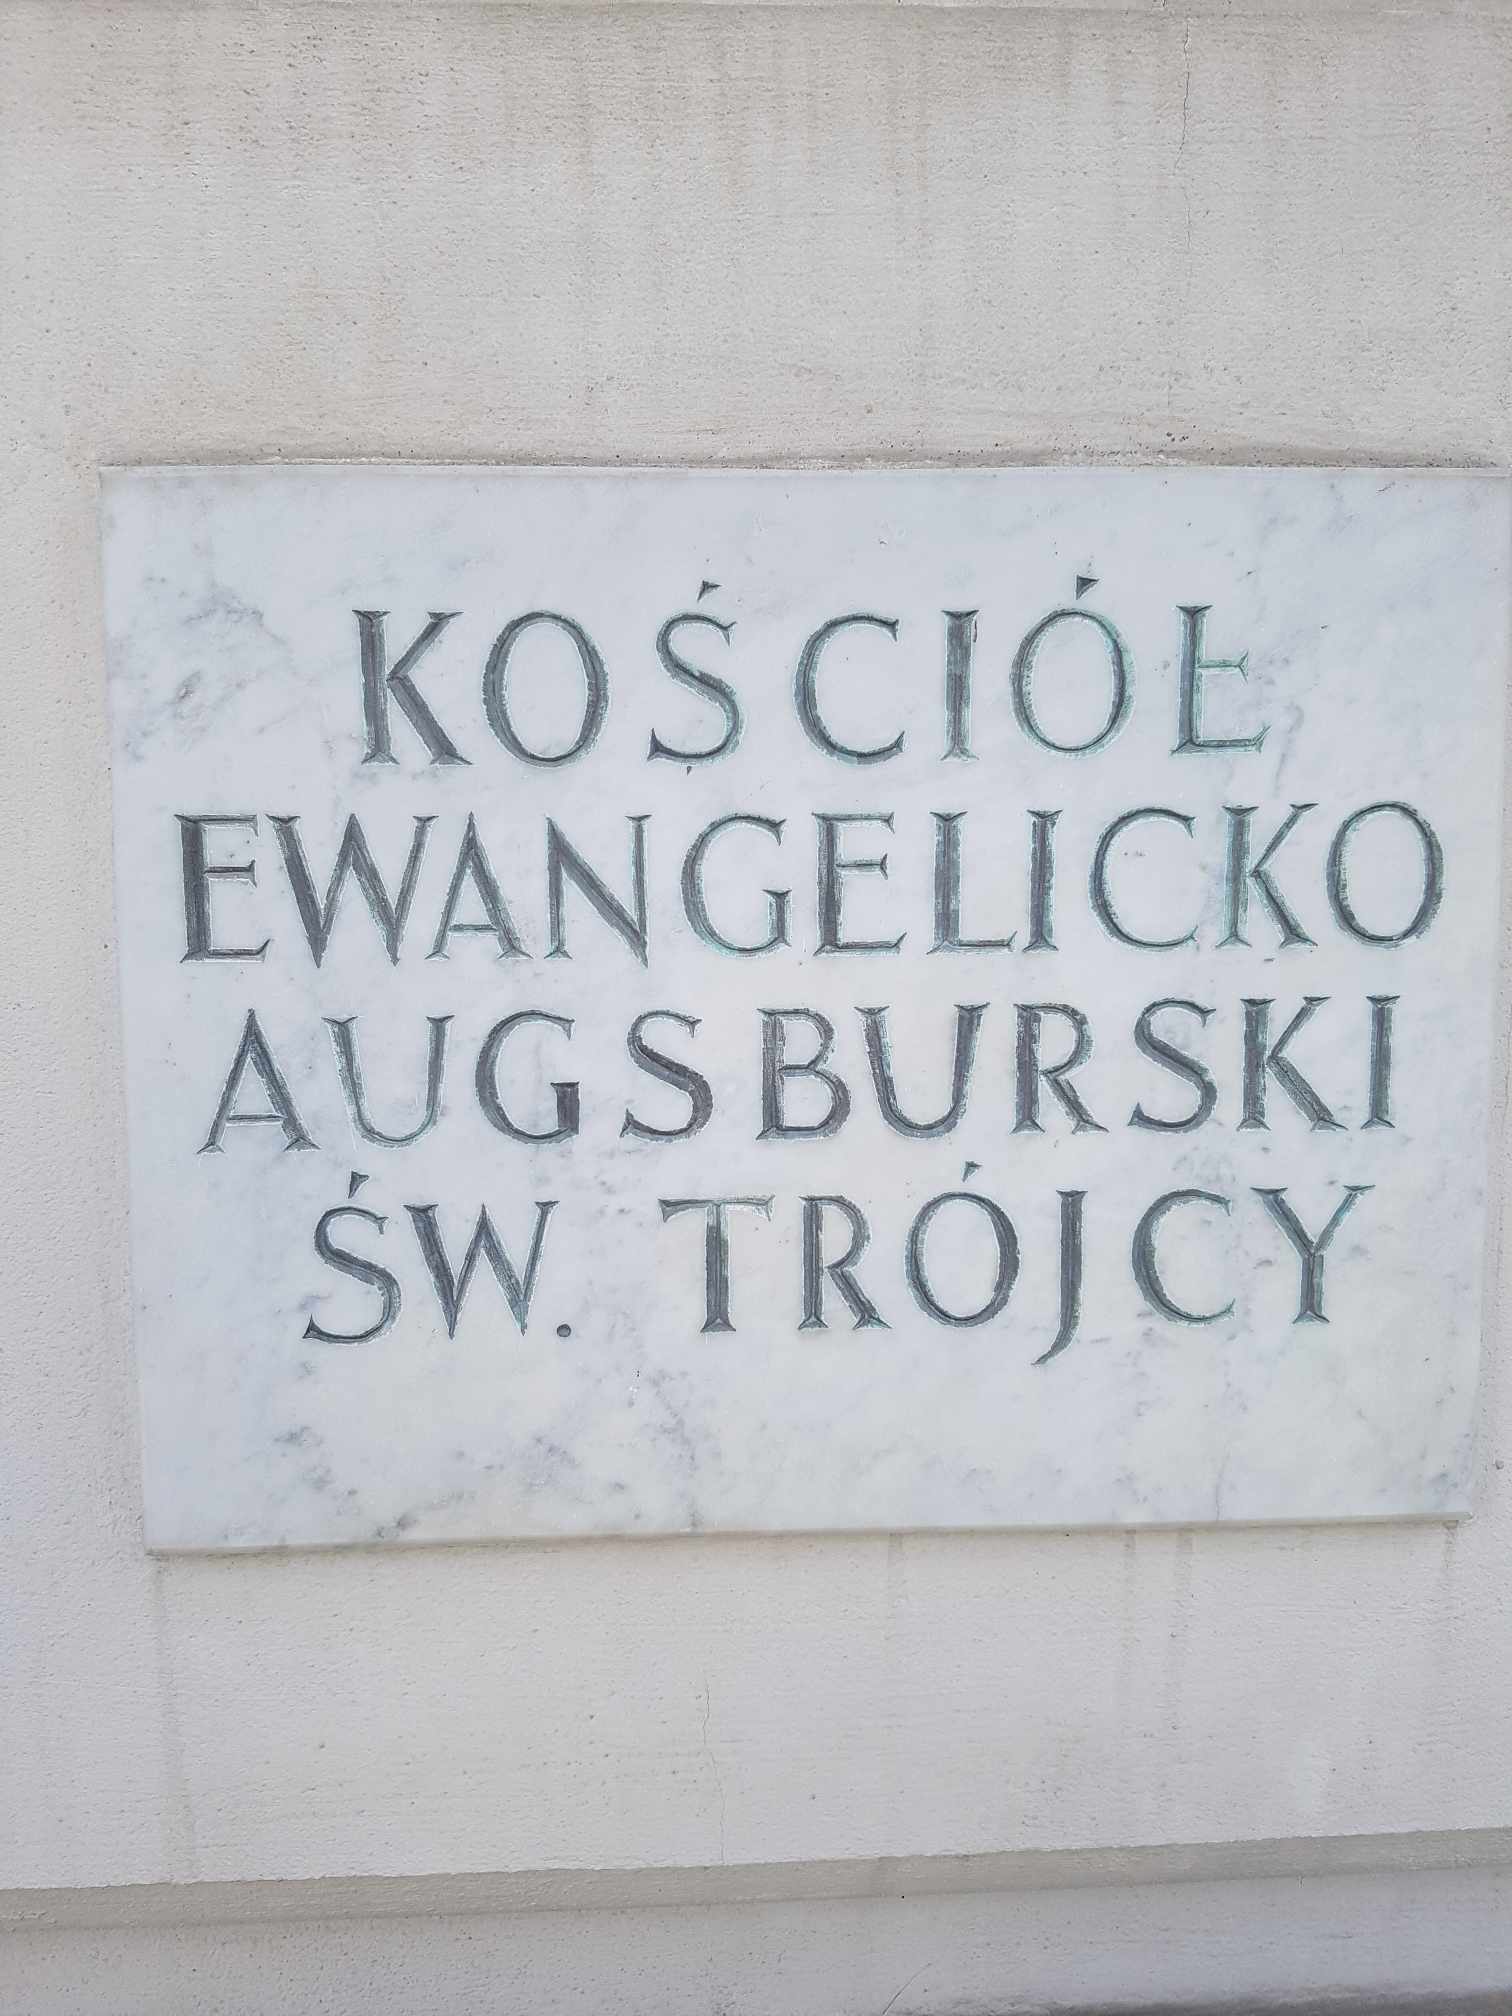 KOŚCIÓŁ
EWANGELICKO
AUGSBURSKI
ŚW. TRÓJCY